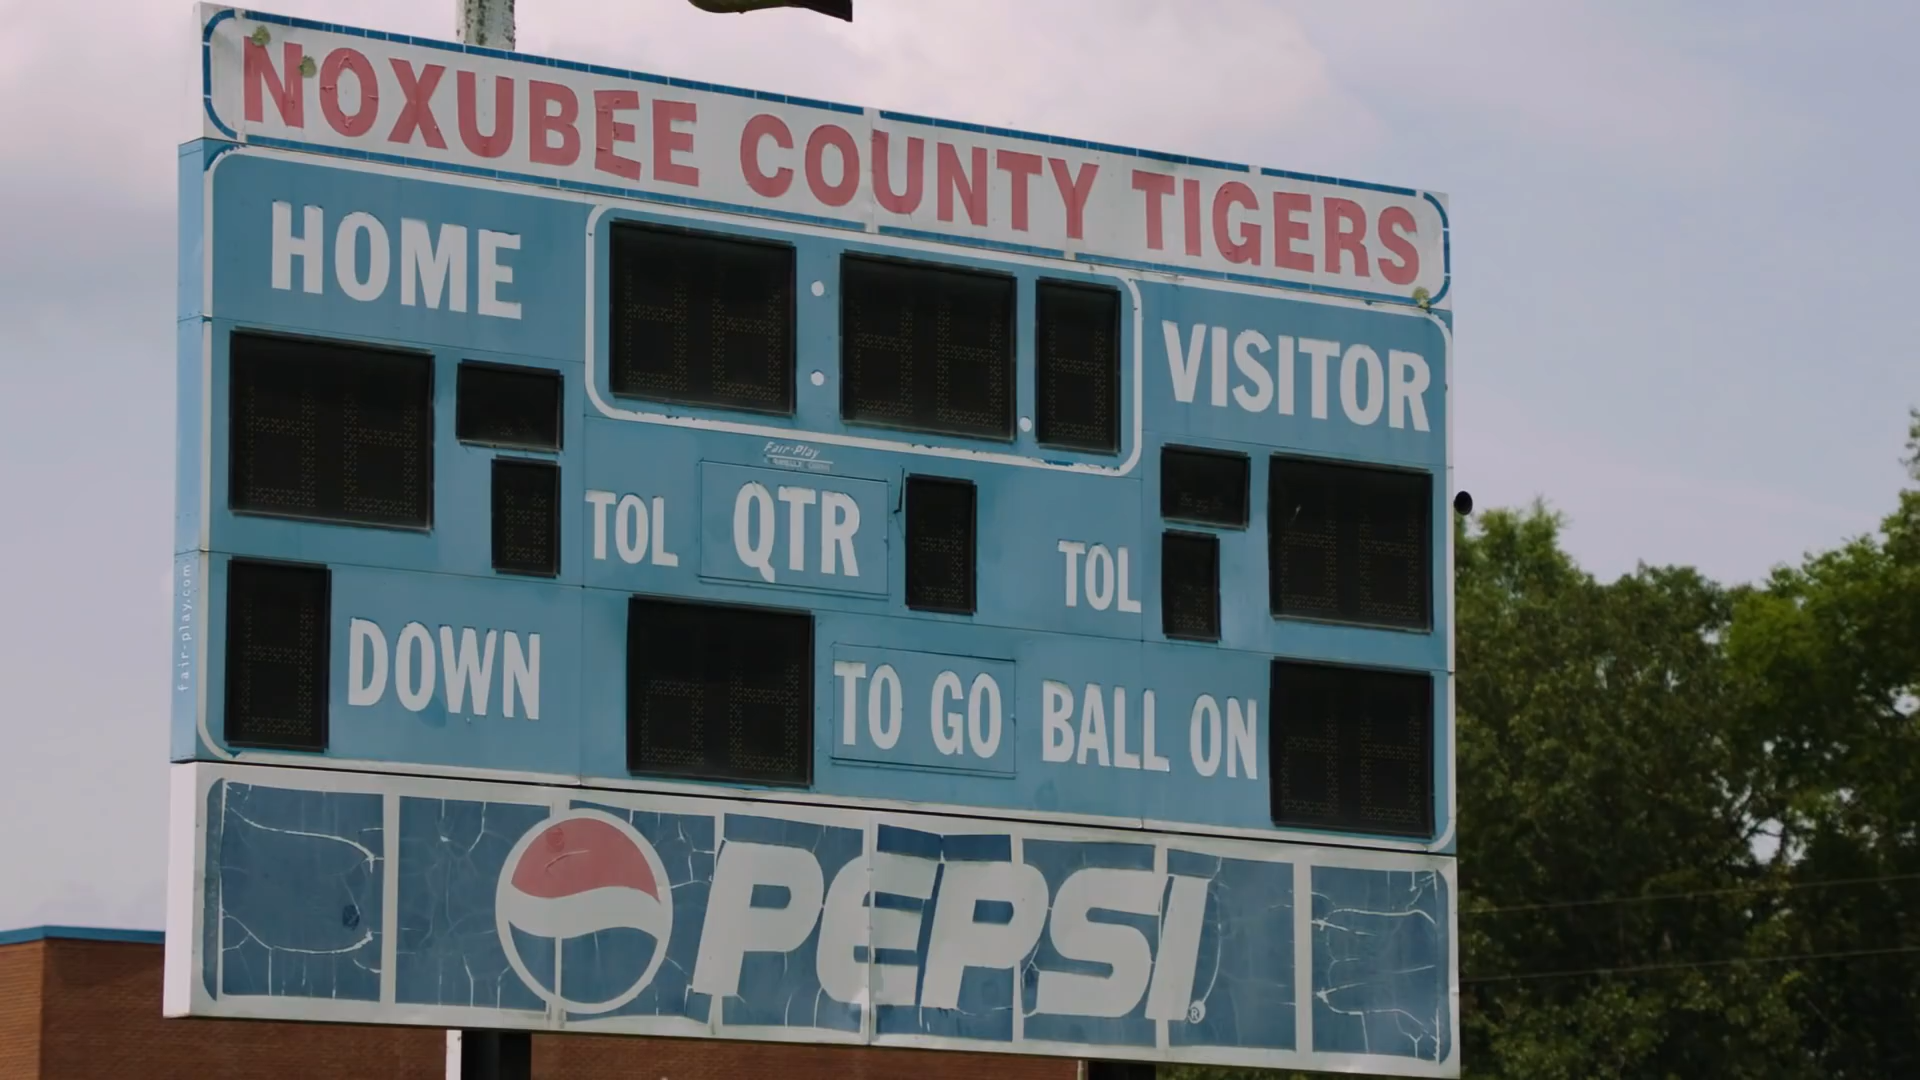 NOXUBEE COUNTY TIGERS
HOME
VISITOR
Fair-Play
TOL QTR TOL
DOWN TO GO BALL ON
fair-play.com
PEPSI®